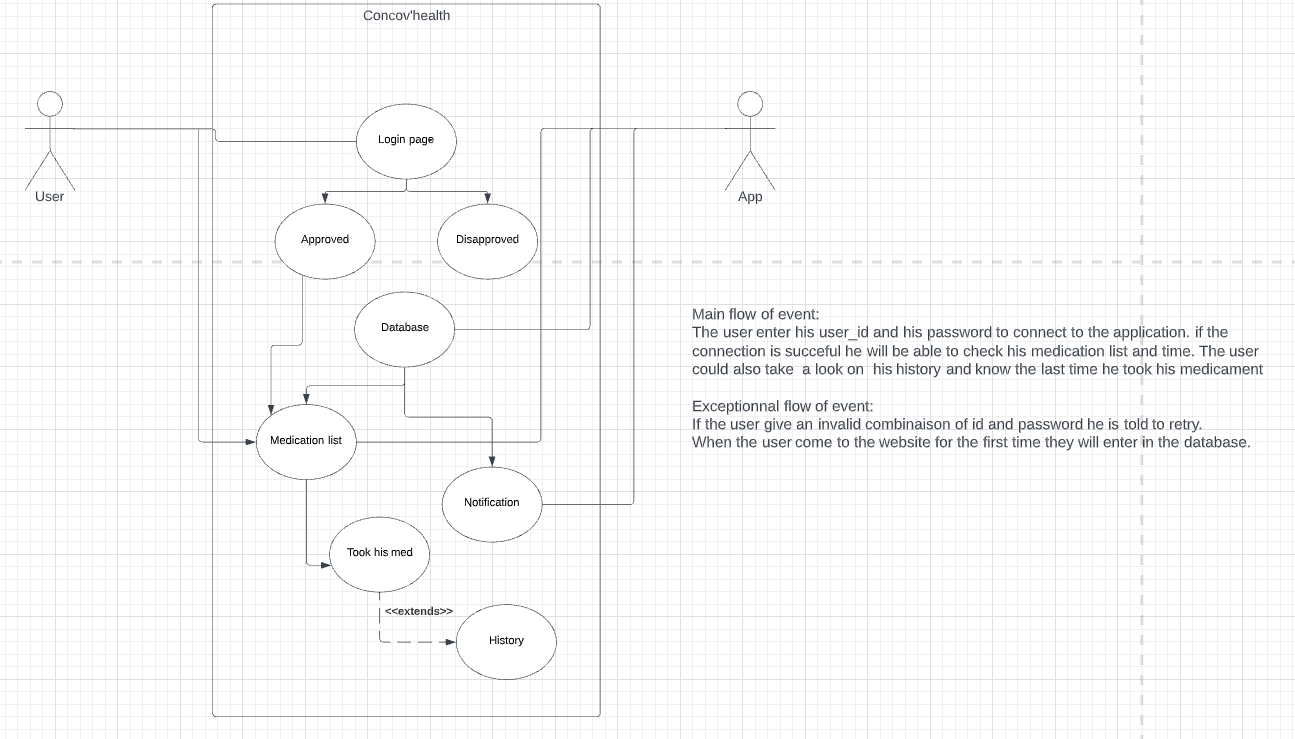 Concov'health
Login page
User
App
Approved
Disapproved
Database
Main flow of event:
The user enter his user_id and his password to connect to the application. if the
connection is succeful he will be able to check his medication list and time. The user
could also take  a look on  his history and know the last time he took his medicament
Exceptionnal flow of event:
If the user give an invalid combinaison of id and password he is told to retry.
When the user come to the website for the first time they will enter in the database.
Medication list
Notification
Took his med
<<extends>>
History